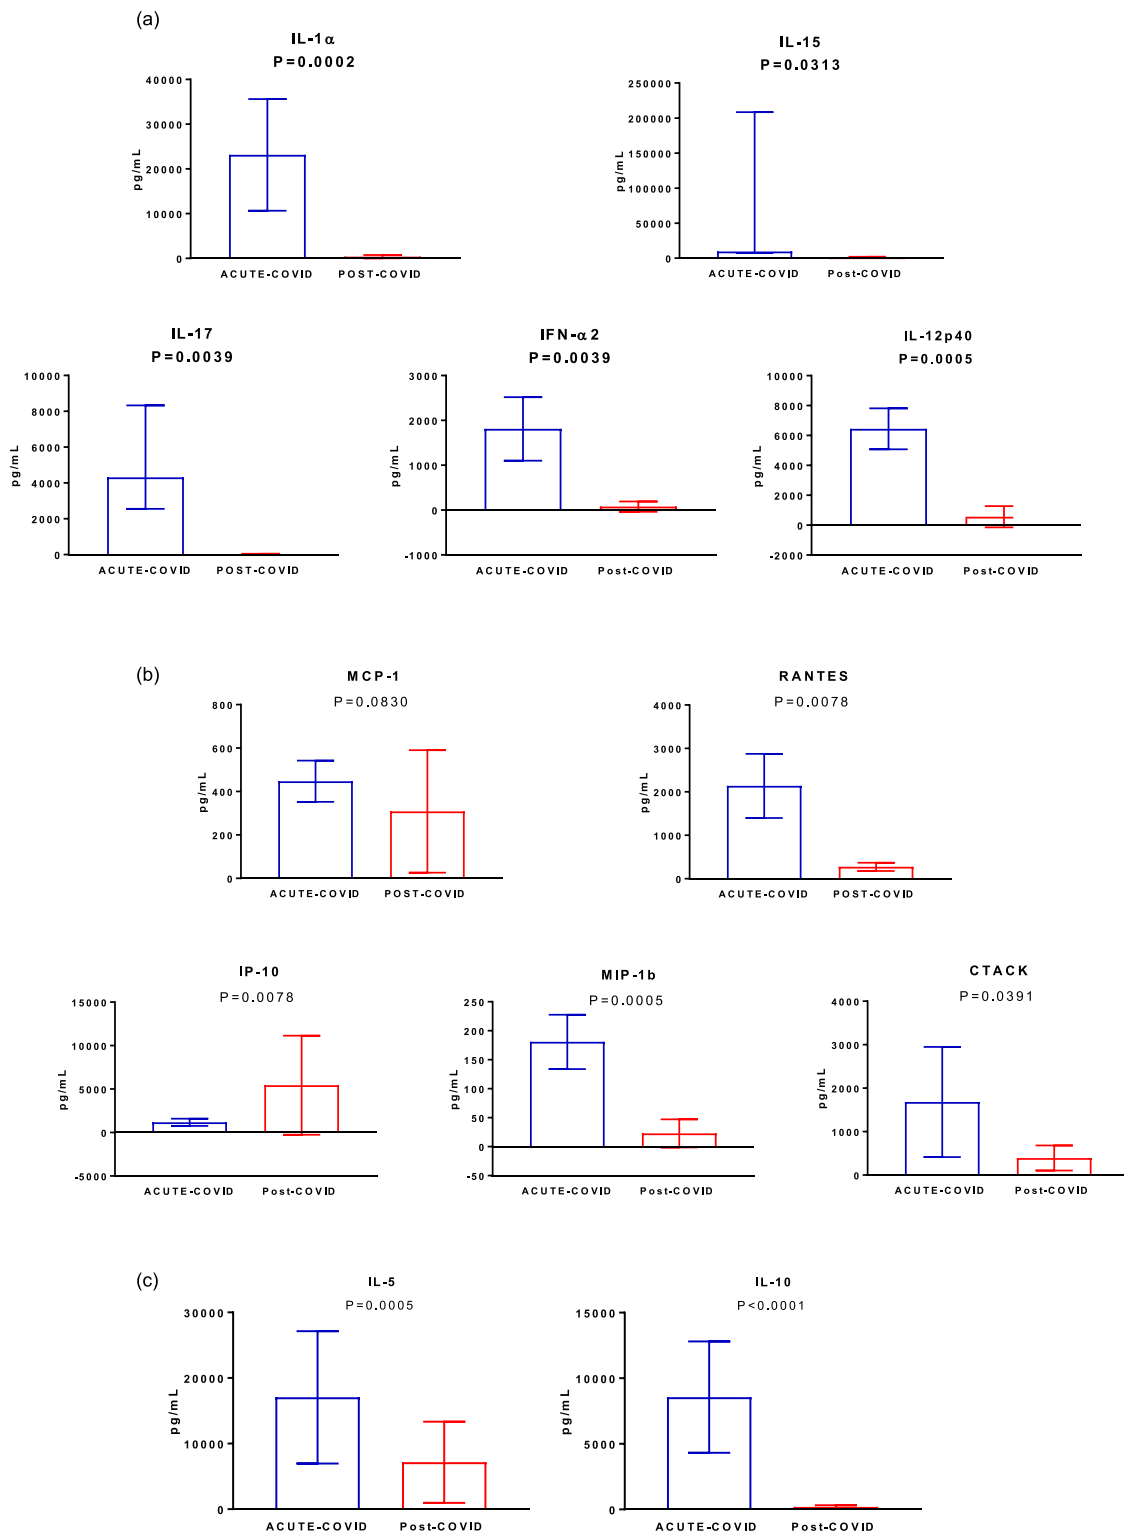 (a)
IL-1α
P=0.0002
pg/mL
40000
30000
20000
10000
0
ACUTE-COVID POST-COVID
IL-15
P=0.0313
pg/mL
250000
200000
150000
100000
50000
0
ACUTE-COVID Post-COVID
IL-17
P=0.0039
pg/mL
10000
8000
6000
4000
2000
0
ACUTE-COVID POST-COVID
IFN-α2
P=0.0039
pg/mL
3000
2000
1000
0
-1000
ACUTE-COVID Post-COVID
IL-12p40
P=0.0005
pg/mL
10000
8000
6000
4000
2000
0
-2000
ACUTE-COVID Post-COVID
(b)
MCP-1
P=0.0830
pg/mL
800
600
400
200
0
ACUTE-COVID POST-COVID
RANTES
P=0.0078
pg/mL
4000
3000
2000
1000
0
ACUTE-COVID POST-COVID
IP-10
P=0.0078
pg/mL
15000
10000
5000
0
-5000
ACUTE-COVID Post-COVID
MIP-1b
P=0.0005
pg/mL
250
200
150
100
50
0
-50
ACUTE-COVID Post-COVID
CTACK
P=0.0391
pg/mL
4000
3000
2000
1000
0
ACUTE-COVID Post-COVID
(c)
IL-5
P=0.0005
pg/mL
30000
20000
10000
0
ACUTE-COVID Post-COVID
IL-10
P<0.0001
pg/mL
15000
10000
5000
0
ACUTE-COVID Post-COVID